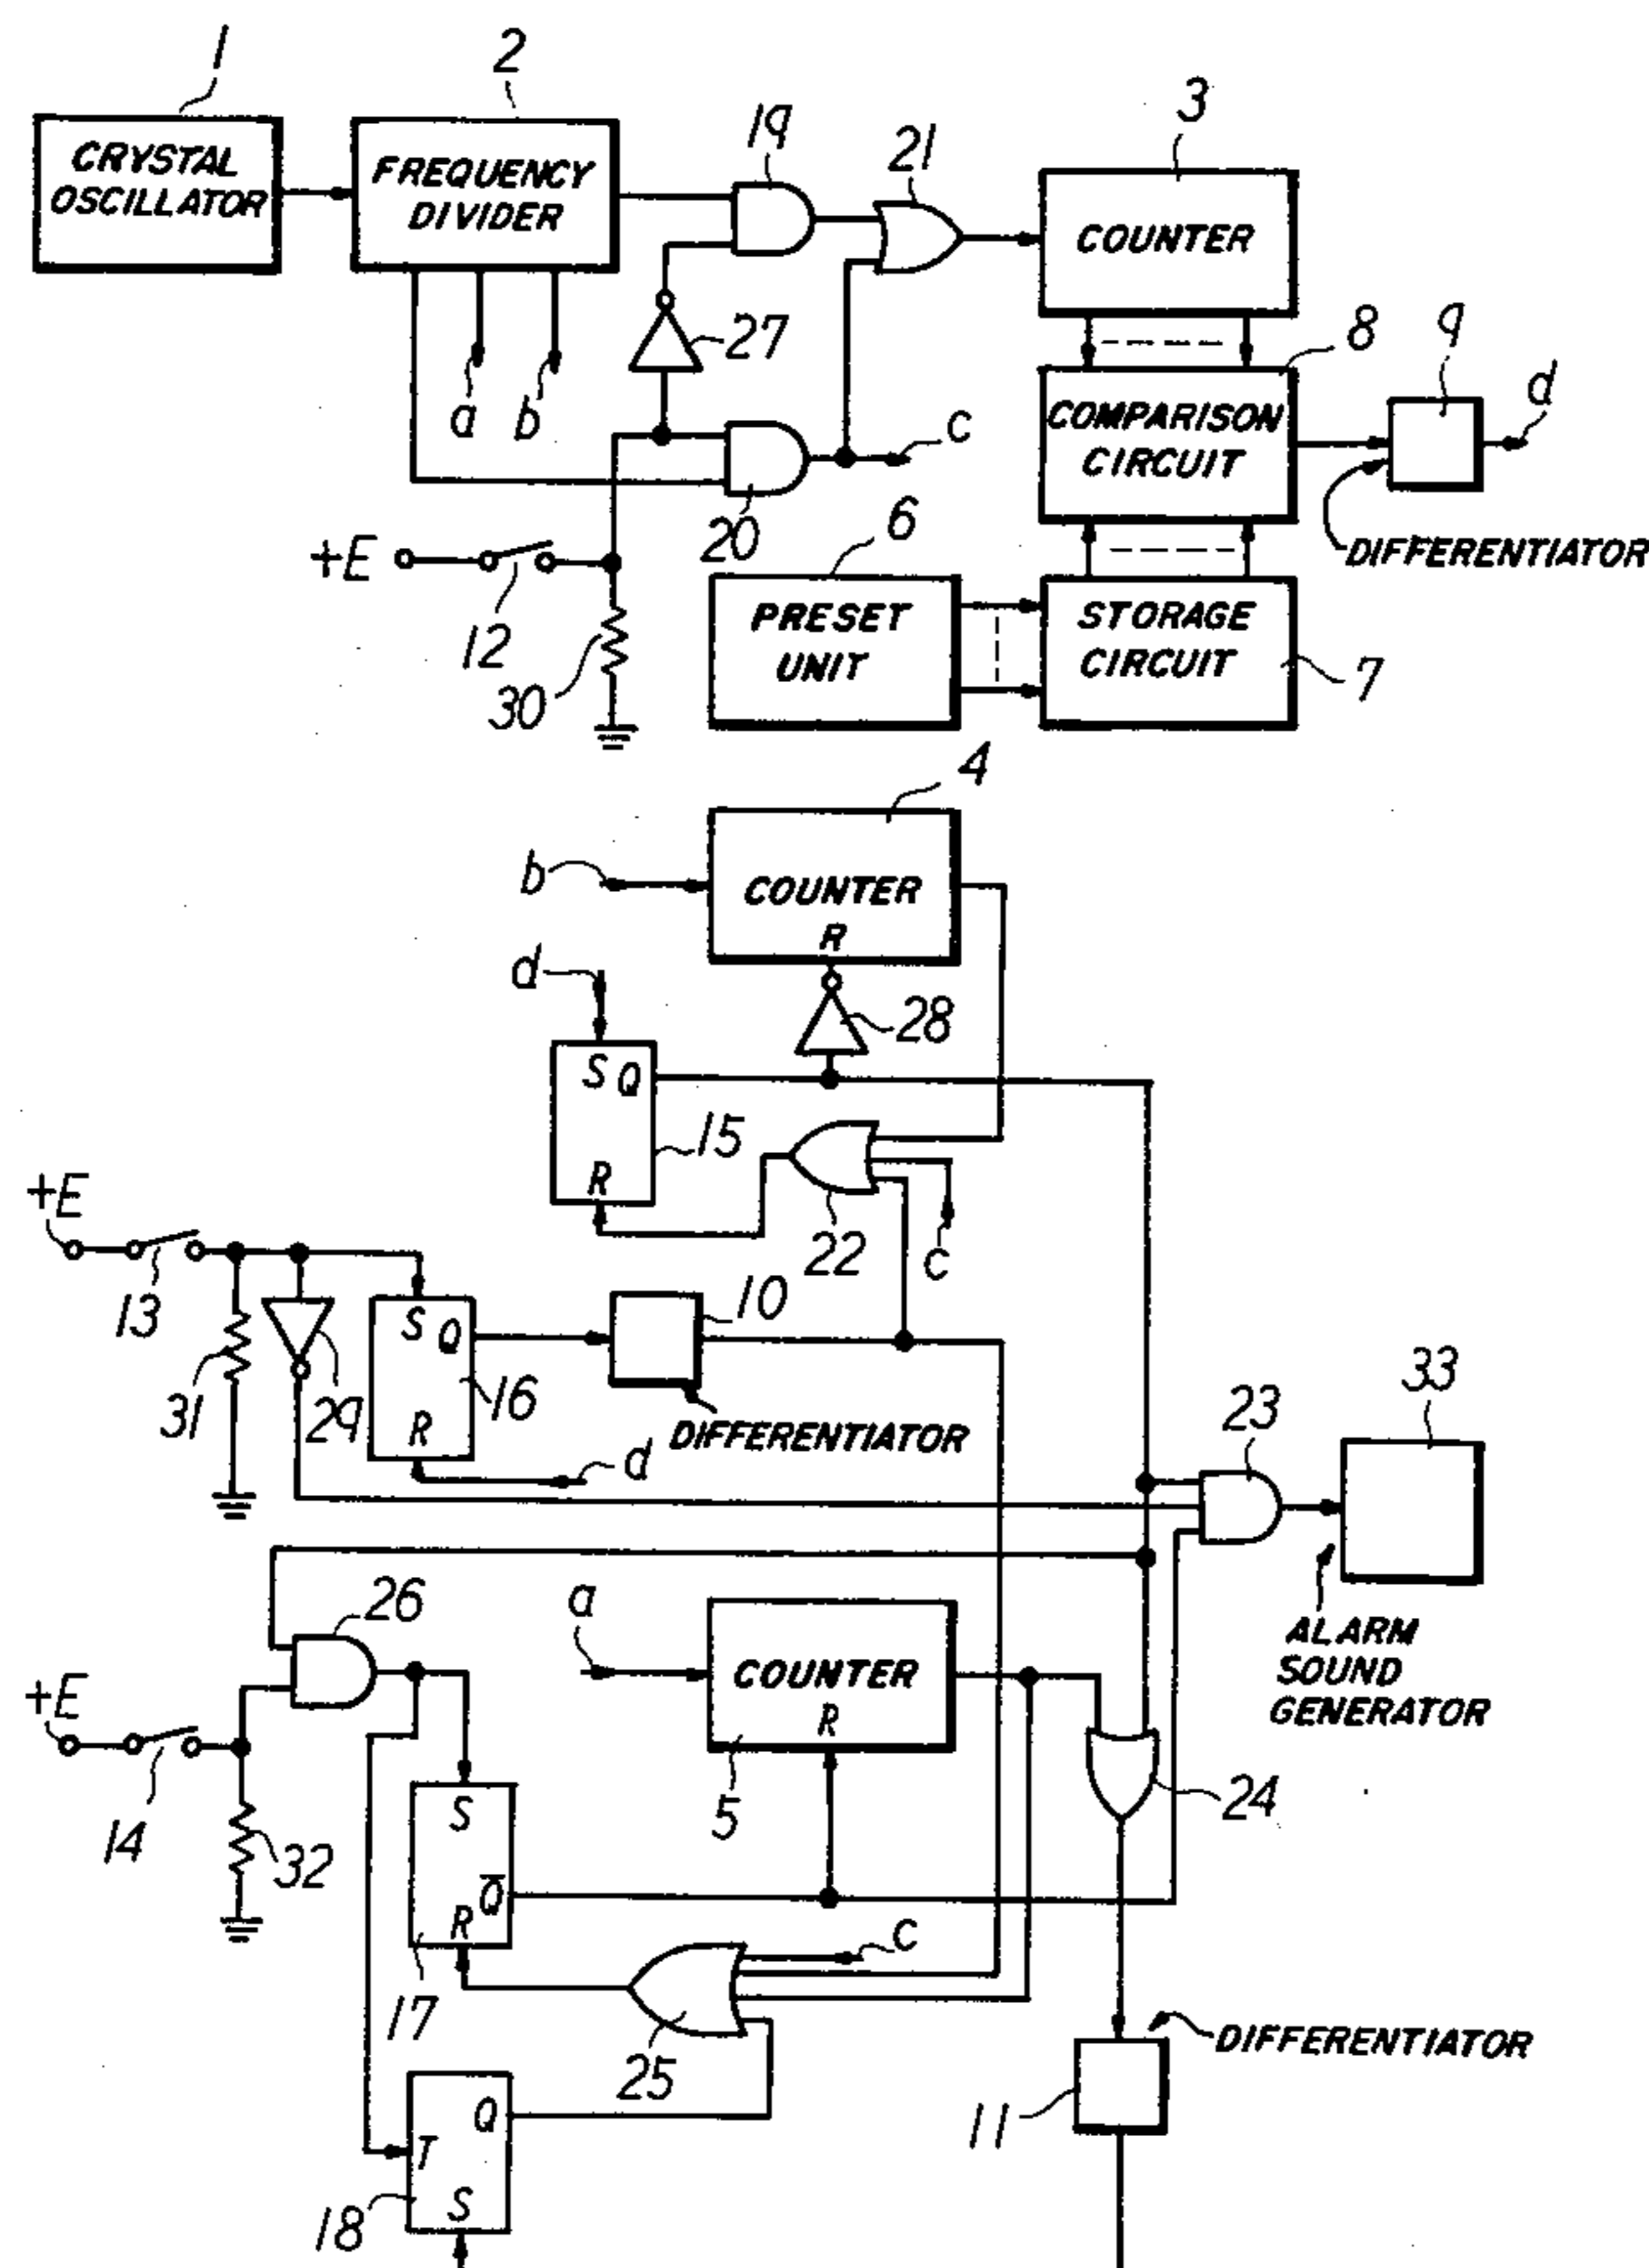 1
2
3
CRYSTAL
OSCILLATOR
FREQUENCY
DIVIDER
19
21
COUNTER
27
a
b
c
8
9
d
COMPARISON
CIRCUIT
DIFFERENTIATOR
20
+E
12
30
6
PRESET
UNIT
STORAGE
CIRCUIT
7
4
b
COUNTER
R
d
28
S Q
15
R
22
c
+E
13
31
29
S Q
16
R
10
DIFFERENTIATOR
d
23
33
ALARM
SOUND
GENERATOR
26
a
COUNTER
R
5
+E
14
32
24
S
Q̅
R
17
c
25
DIFFERENTIATOR
11
Q
T
S
18